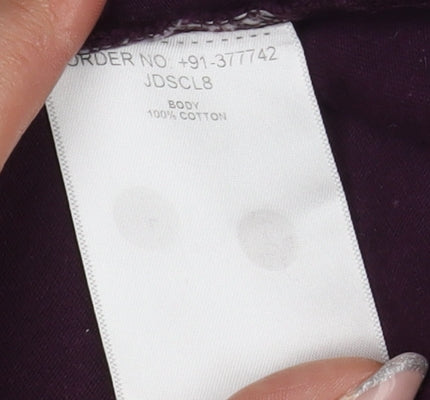 ORDER NO. +91-377742
JDSCL8
BODY
100% COTTON